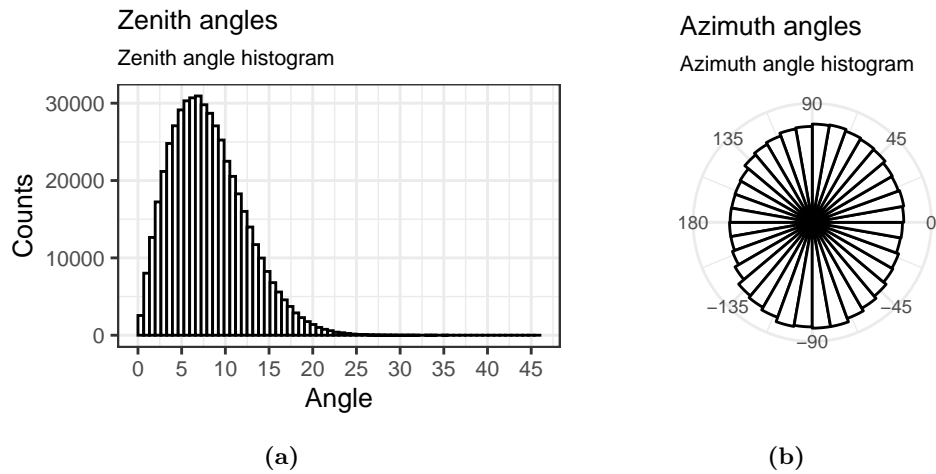 Zenith angles
Zenith angle histogram
30000
20000
10000
0
Counts
0 5 10 15 20 25 30 35 40 45
Angle
(a)
Azimuth angles
Azimuth angle histogram
90
135 45
180 0
−135 −45
−90
(b)